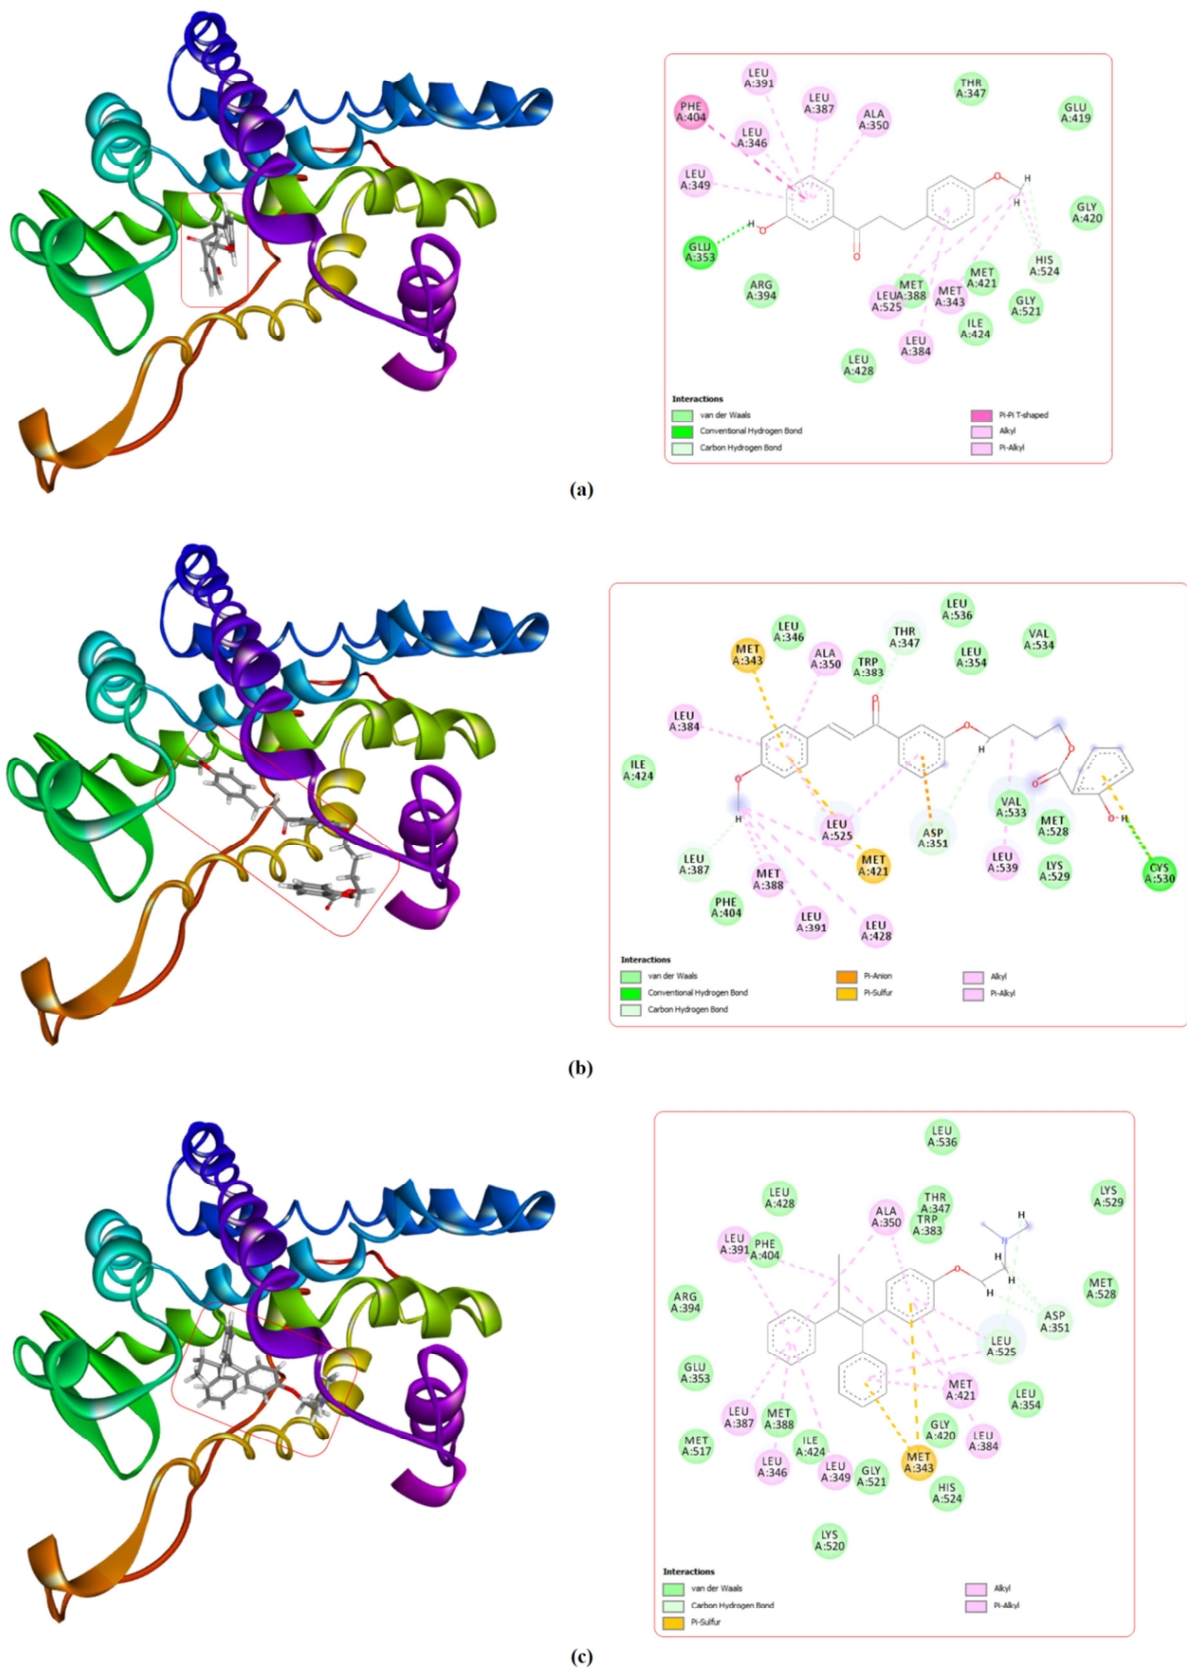 LEU
A:391
LEU
A:387
THR
A:347
PHE
A:404
ALA
A:350
GLU
A:419
LEU
A:346
LEU
A:349
O
H
H
GLY
A:420
H
O
GLU
A:353
O
HIS
A:524
ARG
A:394
MET
A:388
MET
A:421
LEU
A:525
MET
A:343
GLY
A:521
ILE
A:424
LEU
A:384
LEU
A:428
Interactions
van der Waals
Conventional Hydrogen Bond
Carbon Hydrogen Bond
Pi-Pi T-shaped
Alkyl
Pi-Alkyl
(a)
LEU
A:536
LEU
A:346
THR
A:347
VAL
A:534
MET
A:343
ALA
A:350
TRP
A:383
LEU
A:354
O
LEU
A:384
O
H
O
ILE
A:424
O
O
H
O
H
LEU
A:525
ASP
A:351
VAL
A:533
MET
A:528
LEU
A:387
MET
A:388
MET
A:421
LEU
A:539
LYS
A:529
CYS
A:530
PHE
A:404
LEU
A:391
LEU
A:428
Interactions
van der Waals
Conventional Hydrogen Bond
Carbon Hydrogen Bond
Pi-Anion
Pi-Sulfur
Alkyl
Pi-Alkyl
(b)
LEU
A:536
LEU
A:428
THR
A:347
LYS
A:529
ALA
A:350
TRP
A:383
H
LEU
A:391
PHE
A:404
N
H
O
H
H
ARG
A:394
MET
A:528
ASP
A:351
LEU
A:525
GLU
A:353
MET
A:421
LEU
A:354
LEU
A:387
MET
A:388
GLY
A:420
MET
A:517
ILE
A:424
LEU
A:384
LEU
A:346
LEU
A:349
GLY
A:521
MET
A:343
HIS
A:524
LYS
A:520
Interactions
van der Waals
Carbon Hydrogen Bond
Pi-Sulfur
Alkyl
Pi-Alkyl
(c)